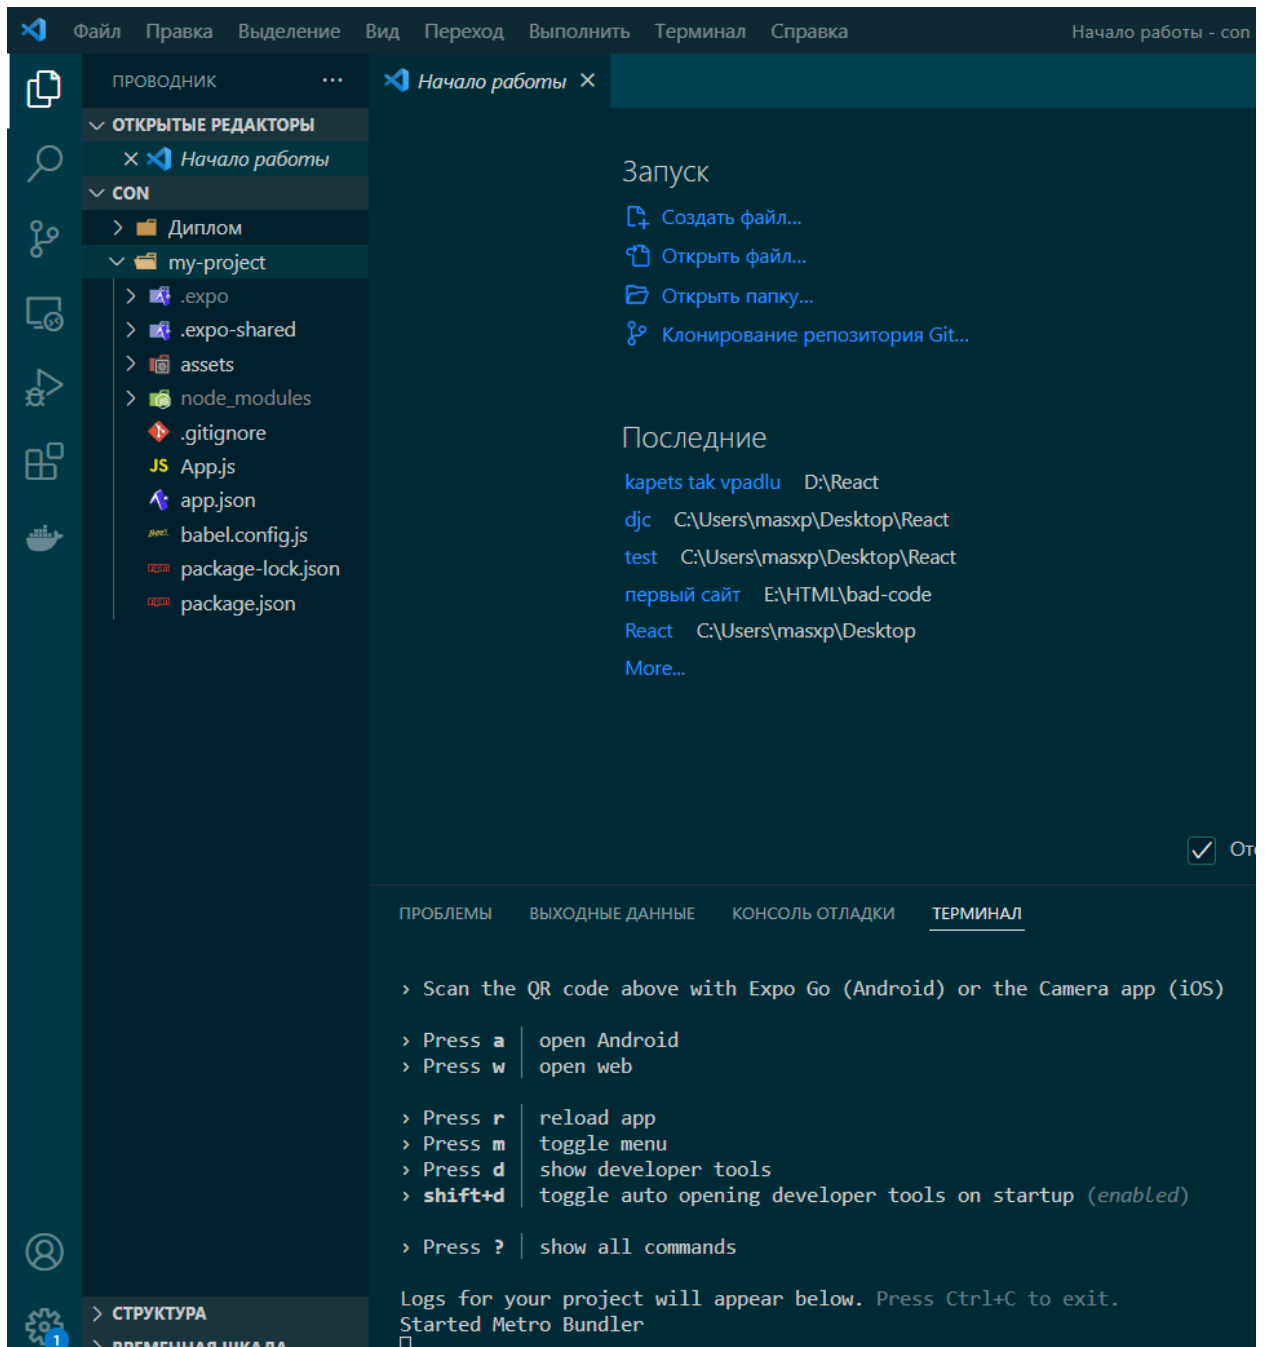 Файл Правка Выделение Вид Переход Выполнить Терминал Справка Начало работы - con
ПРОВОДНИК ···
Начало работы
ОТКРЫТЫЕ РЕДАКТОРЫ
Начало работы
CON
Диплом
my-project
.expo
.expo-shared
assets
node_modules
.gitignore
JS App.js
app.json
babel.config.js
package-lock.json
package.json
СТРУКТУРА
ВРЕМЕННАЯ ШКАЛА
1
Запуск
Создать файл...
Открыть файл...
Открыть папку...
Клонирование репозитория Git...
Последние
kapets tak vpadlu D:\React
djc C:\Users\masxp\Desktop\React
test C:\Users\masxp\Desktop\React
первый сайт E:\HTML\bad-code
React C:\Users\masxp\Desktop
More...
ПРОБЛЕМЫ ВЫХОДНЫЕ ДАННЫЕ КОНСОЛЬ ОТЛАДКИ ТЕРМИНАЛ
› Scan the QR code above with Expo Go (Android) or the Camera app (iOS)
› Press a │ open Android
› Press w │ open web
› Press r │ reload app
› Press m │ toggle menu
› Press d │ show developer tools
› shift+d │ toggle auto opening developer tools on startup (enabled)
› Press ? │ show all commands
Logs for your project will appear below. Press Ctrl+C to exit.
Started Metro Bundler